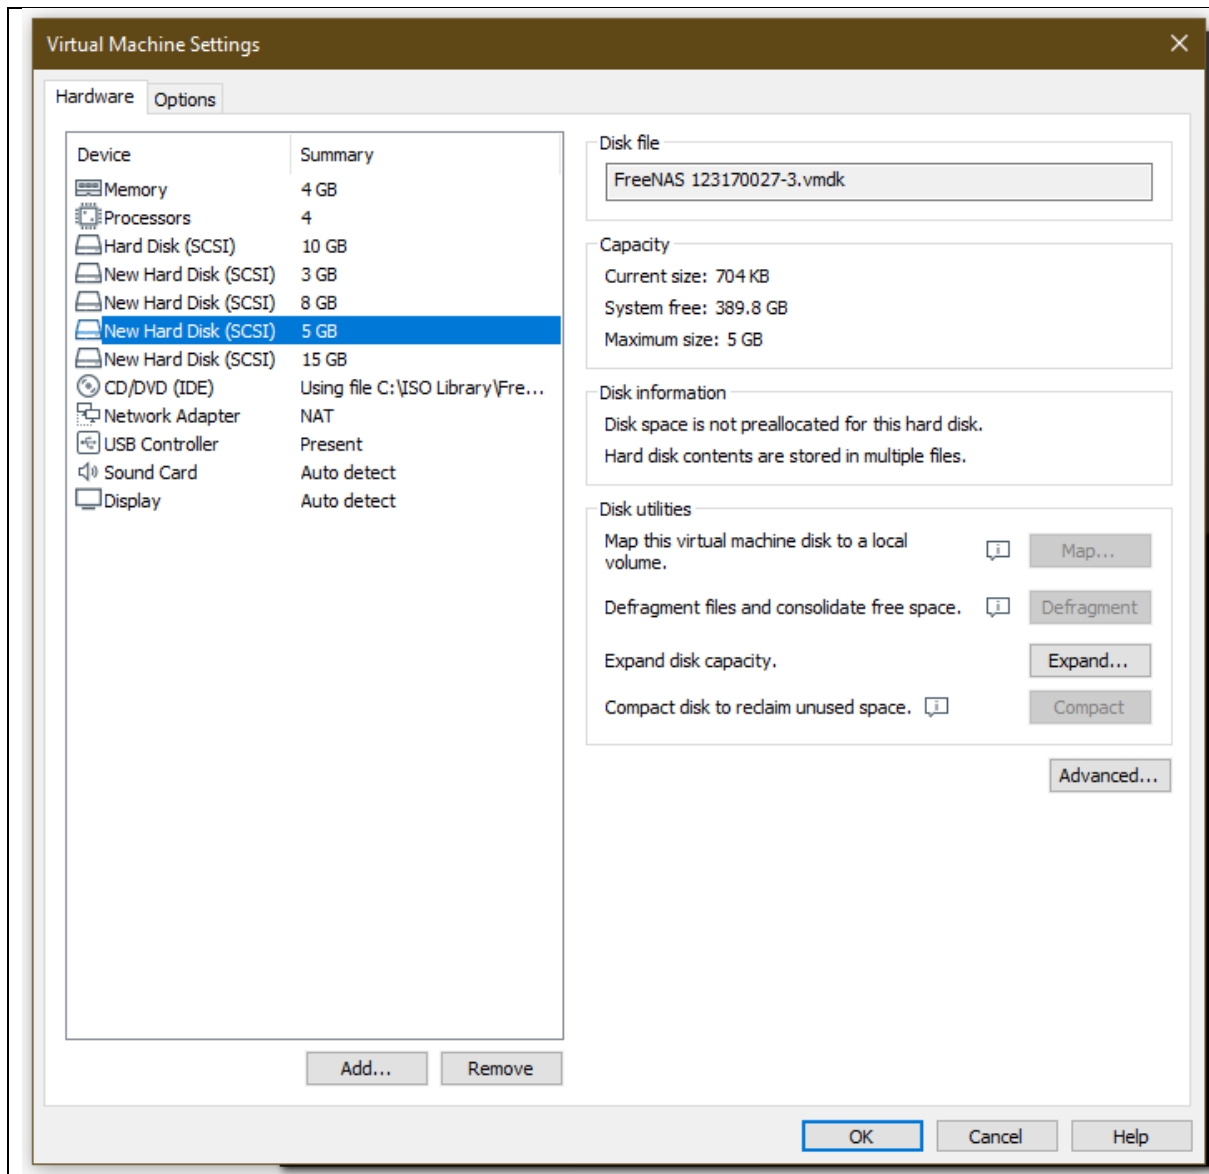 Virtual Machine Settings
Hardware
Options
Device Summary
Memory 4 GB
Processors 4
Hard Disk (SCSI) 10 GB
New Hard Disk (SCSI) 3 GB
New Hard Disk (SCSI) 8 GB
New Hard Disk (SCSI) 5 GB
New Hard Disk (SCSI) 15 GB
CD/DVD (IDE) Using file C:\ISO Library\Fre...
Network Adapter NAT
USB Controller Present
Sound Card Auto detect
Display Auto detect
Add...
Remove
Disk file
FreeNAS 123170027-3.vmdk
Capacity
Current size: 704 KB
System free: 389.8 GB
Maximum size: 5 GB
Disk information
Disk space is not preallocated for this hard disk.
Hard disk contents are stored in multiple files.
Disk utilities
Map this virtual machine disk to a local
volume.
Map...
Defragment files and consolidate free space.
Defragment
Expand disk capacity.
Expand...
Compact disk to reclaim unused space.
Compact
Advanced...
OK
Cancel
Help